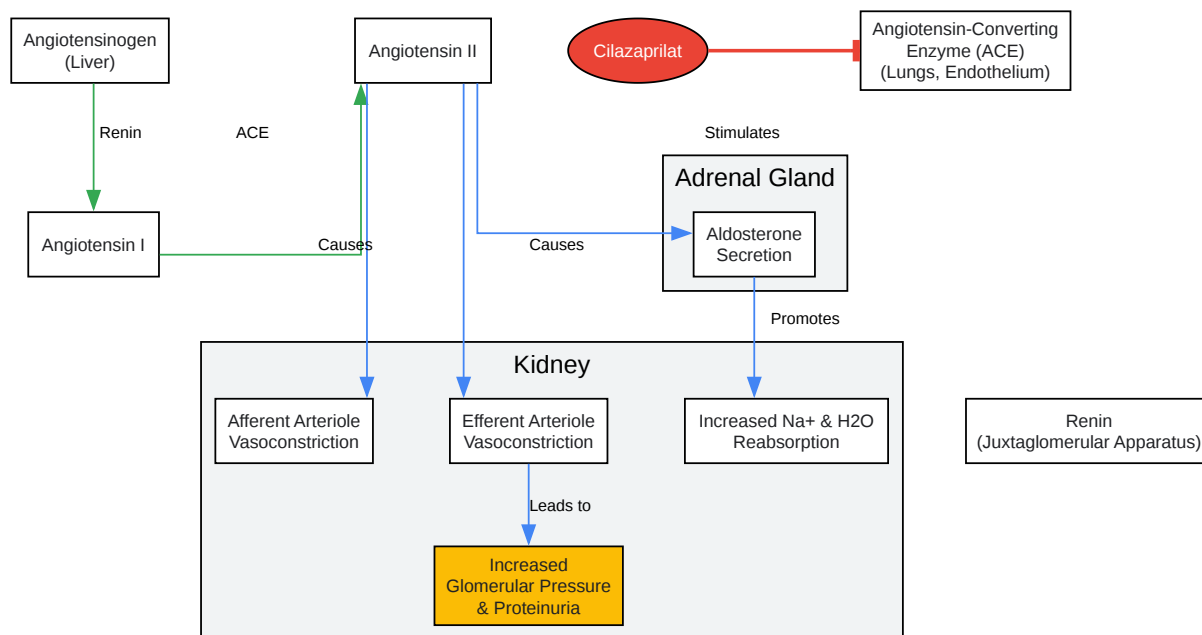 Angiotensinogen
(Liver)
Angiotensin II
Cilazaprilat
Angiotensin-Converting
Enzyme (ACE)
(Lungs, Endothelium)
Renin
ACE
Stimulates
Adrenal Gland
Angiotensin I
Causes
Causes
Aldosterone
Secretion
Promotes
Kidney
Afferent Arteriole
Vasoconstriction
Efferent Arteriole
Vasoconstriction
Increased Na+ & H2O
Reabsorption
Renin
(Juxtaglomerular Apparatus)
Leads to
Increased
Glomerular Pressure
& Proteinuria